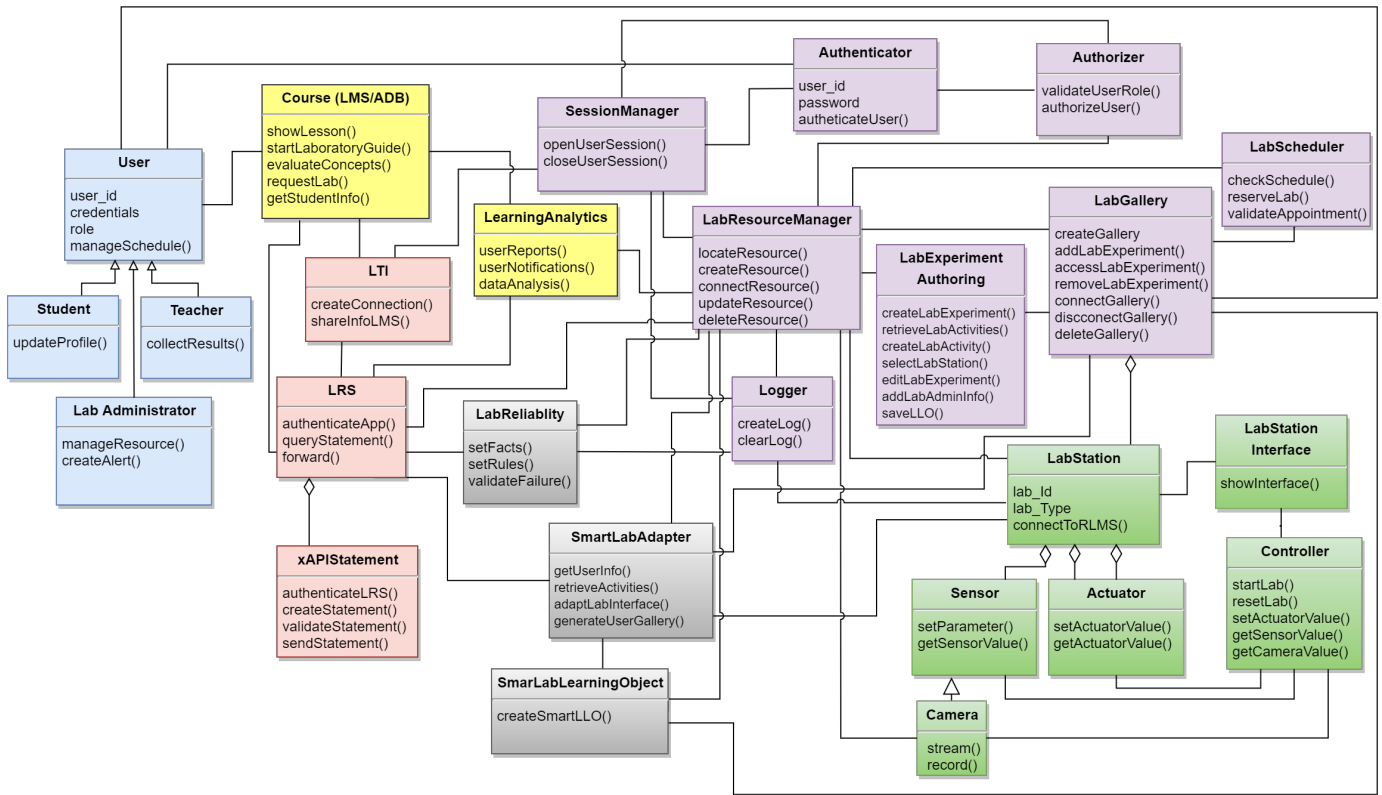 Authenticator
user_id
password
autheticateUser()
Authorizer
validateUserRole()
authorizeUser()
Course (LMS/ADB)
showLesson()
startLaboratoryGuide()
evaluateConcepts()
requestLab()
getStudentInfo()
SessionManager
openUserSession()
closeUserSession()
LabScheduler
checkSchedule()
reserveLab()
validateAppointment()
User
user_id
credentials
role
manageSchedule()
LearningAnalytics
userReports()
userNotifications()
dataAnalysis()
LabResourceManager
locateResource()
createResource()
connectResource()
updateResource()
deleteResource()
LabGallery
createGallery
addLabExperiment()
accessLabExperiment()
removeLabExperiment()
connectGallery()
disconectGallery()
deleteGallery()
LabExperiment
Authoring
createLabExperiment()
retrieveLabActivities()
createLabActivity()
selectLabStation()
editLabExperiment()
addLabAdminInfo()
saveLLO()
LTI
createConnection()
shareInfoLMS()
Student
updateProfile()
Teacher
collectResults()
Lab Administrator
manageResource()
createAlert()
LRS
authenticateApp()
queryStatement()
forward()
LabReliablity
setFacts()
setRules()
validateFailure()
Logger
createLog()
clearLog()
LabStation
lab_Id
lab_Type
connectToRLMS()
LabStation
Interface
showInterface()
xAPIStatement
authenticateLRS()
createStatement()
validateStatement()
sendStatement()
SmartLabAdapter
getUserInfo()
retrieveActivities()
adaptLabInterface()
generateUserGallery()
Sensor
setParameter()
getSensorValue()
Actuator
setActuatorValue()
getActuatorValue()
Controller
startLab()
resetLab()
setActuatorValue()
getSensorValue()
getCameraValue()
SmarLabLearningObject
createSmartLLO()
Camera
stream()
record()